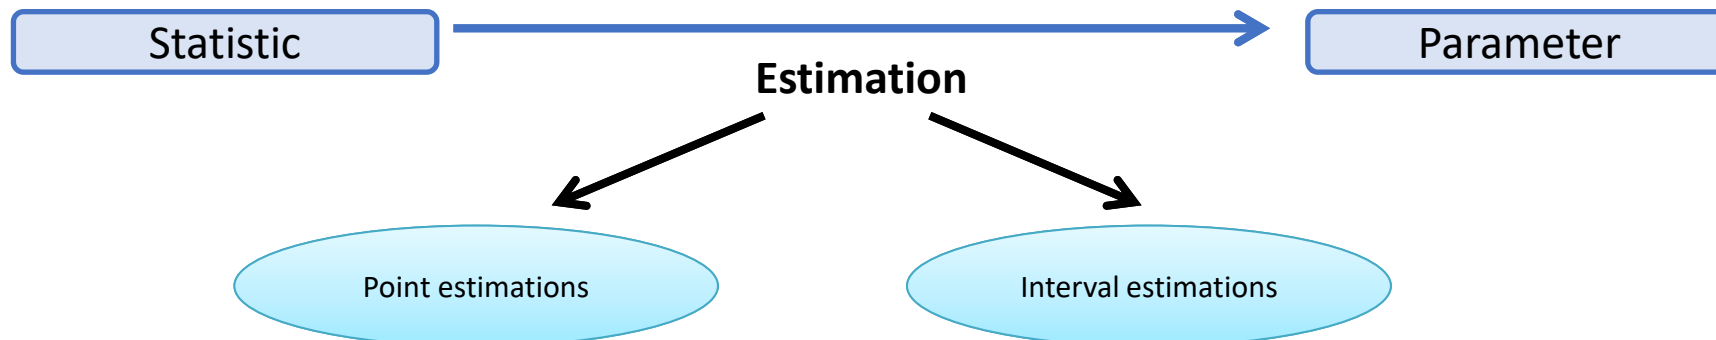 Statistic
Parameter
Estimation
Point estimations
Interval estimations